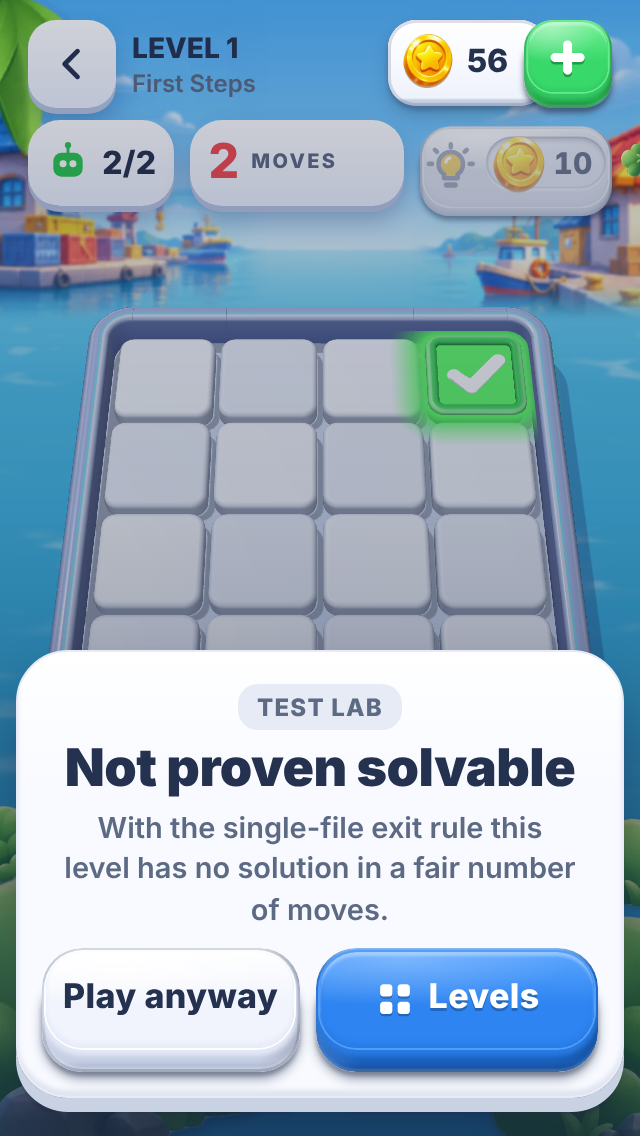 LEVEL 1
First Steps
56
2/2
2 MOVES
10
TEST LAB
Not proven solvable
With the single-file exit rule this
level has no solution in a fair number
of moves.
Play anyway
Levels